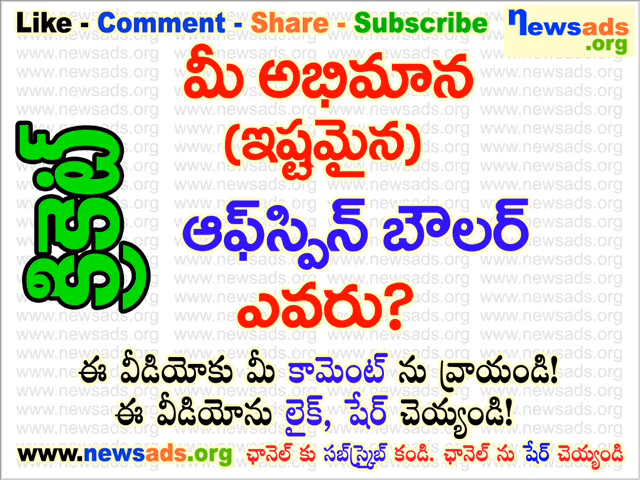 Like - Comment - Share - Subscribe
newsads
.org
మీ అభిమాన
(ఇష్టమైన)
క్రికెట్
ఆఫ్‌స్పిన్ బౌలర్
ఎవరు?
ఈ వీడియోకు మీ కామెంట్ ను వ్రాయండి!
ఈ వీడియోను లైక్, షేర్ చెయ్యండి!
www.newsads.org ఛానెల్ కు సబ్‌స్క్రైబ్ కండి. ఛానెల్ ను షేర్ చెయ్యండి